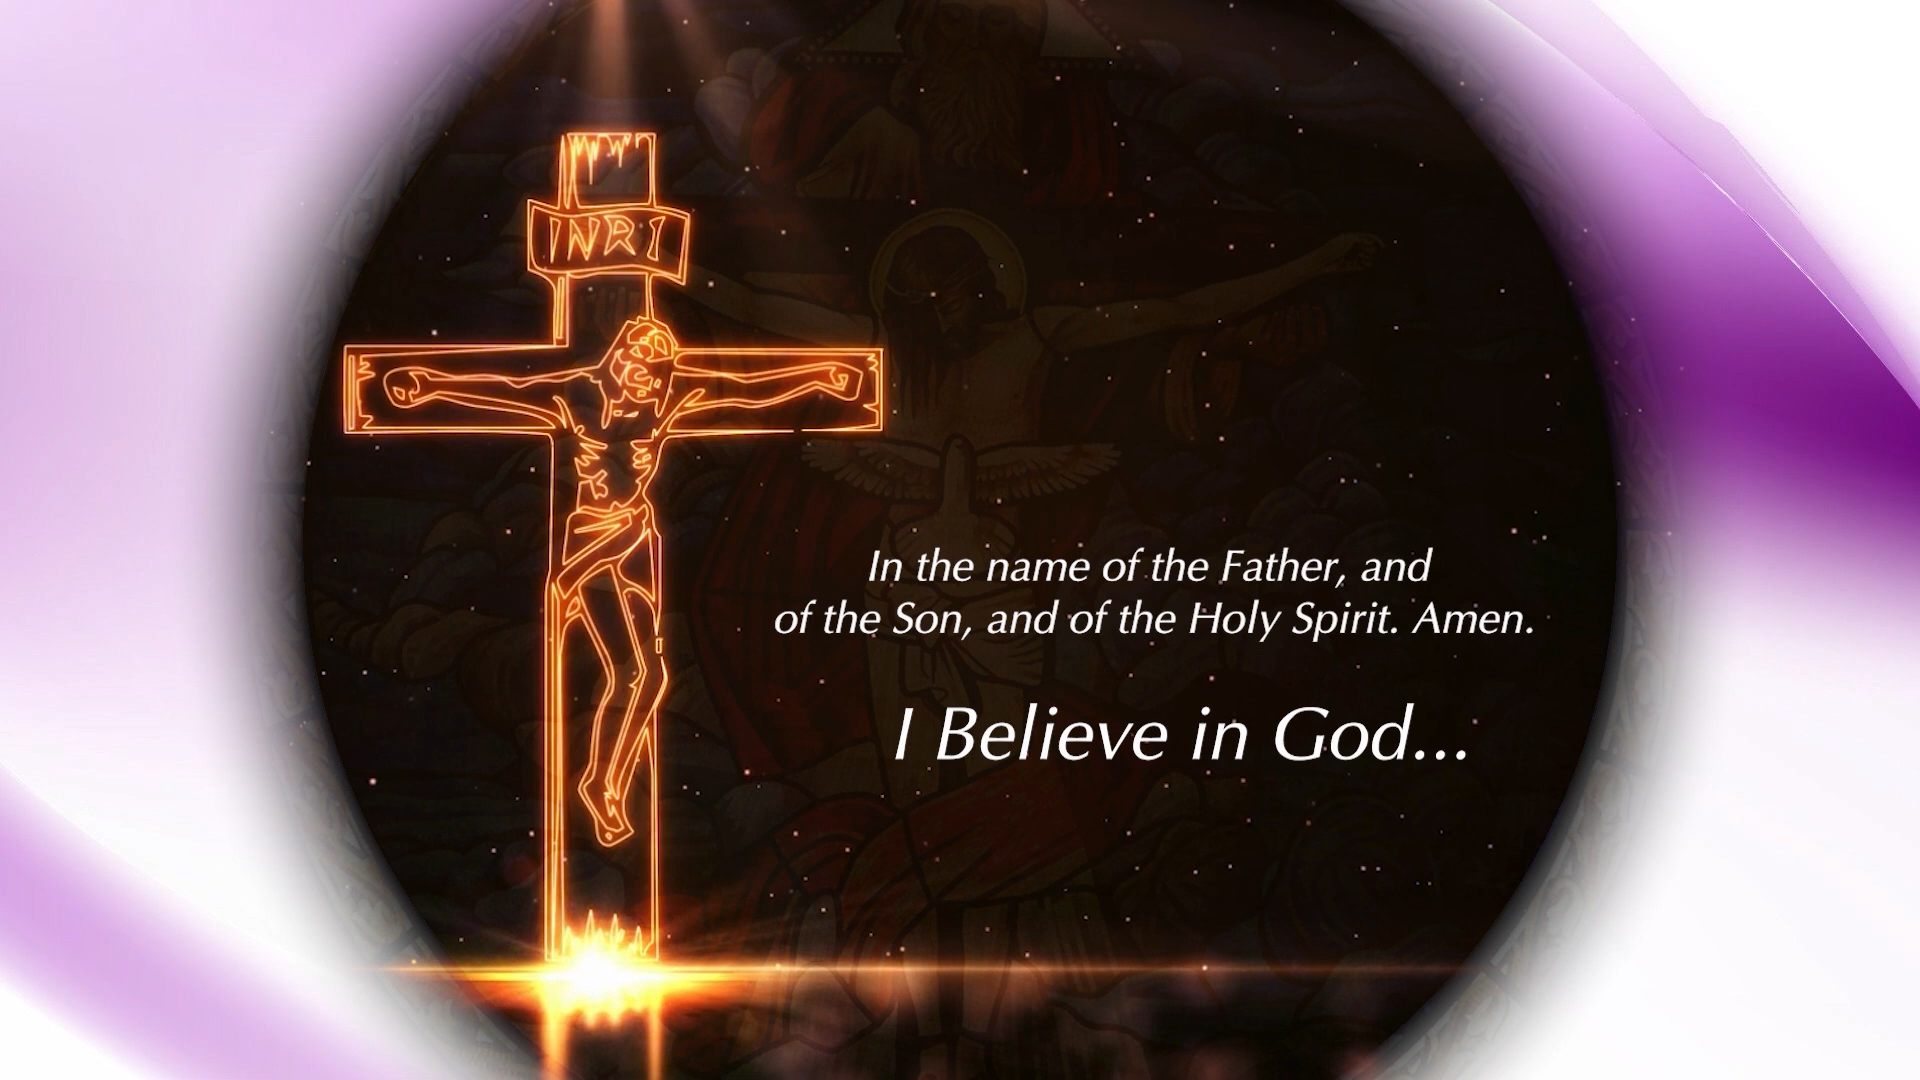 INRI
In the name of the Father, and
of the Son, and of the Holy Spirit. Amen.
I Believe in God...